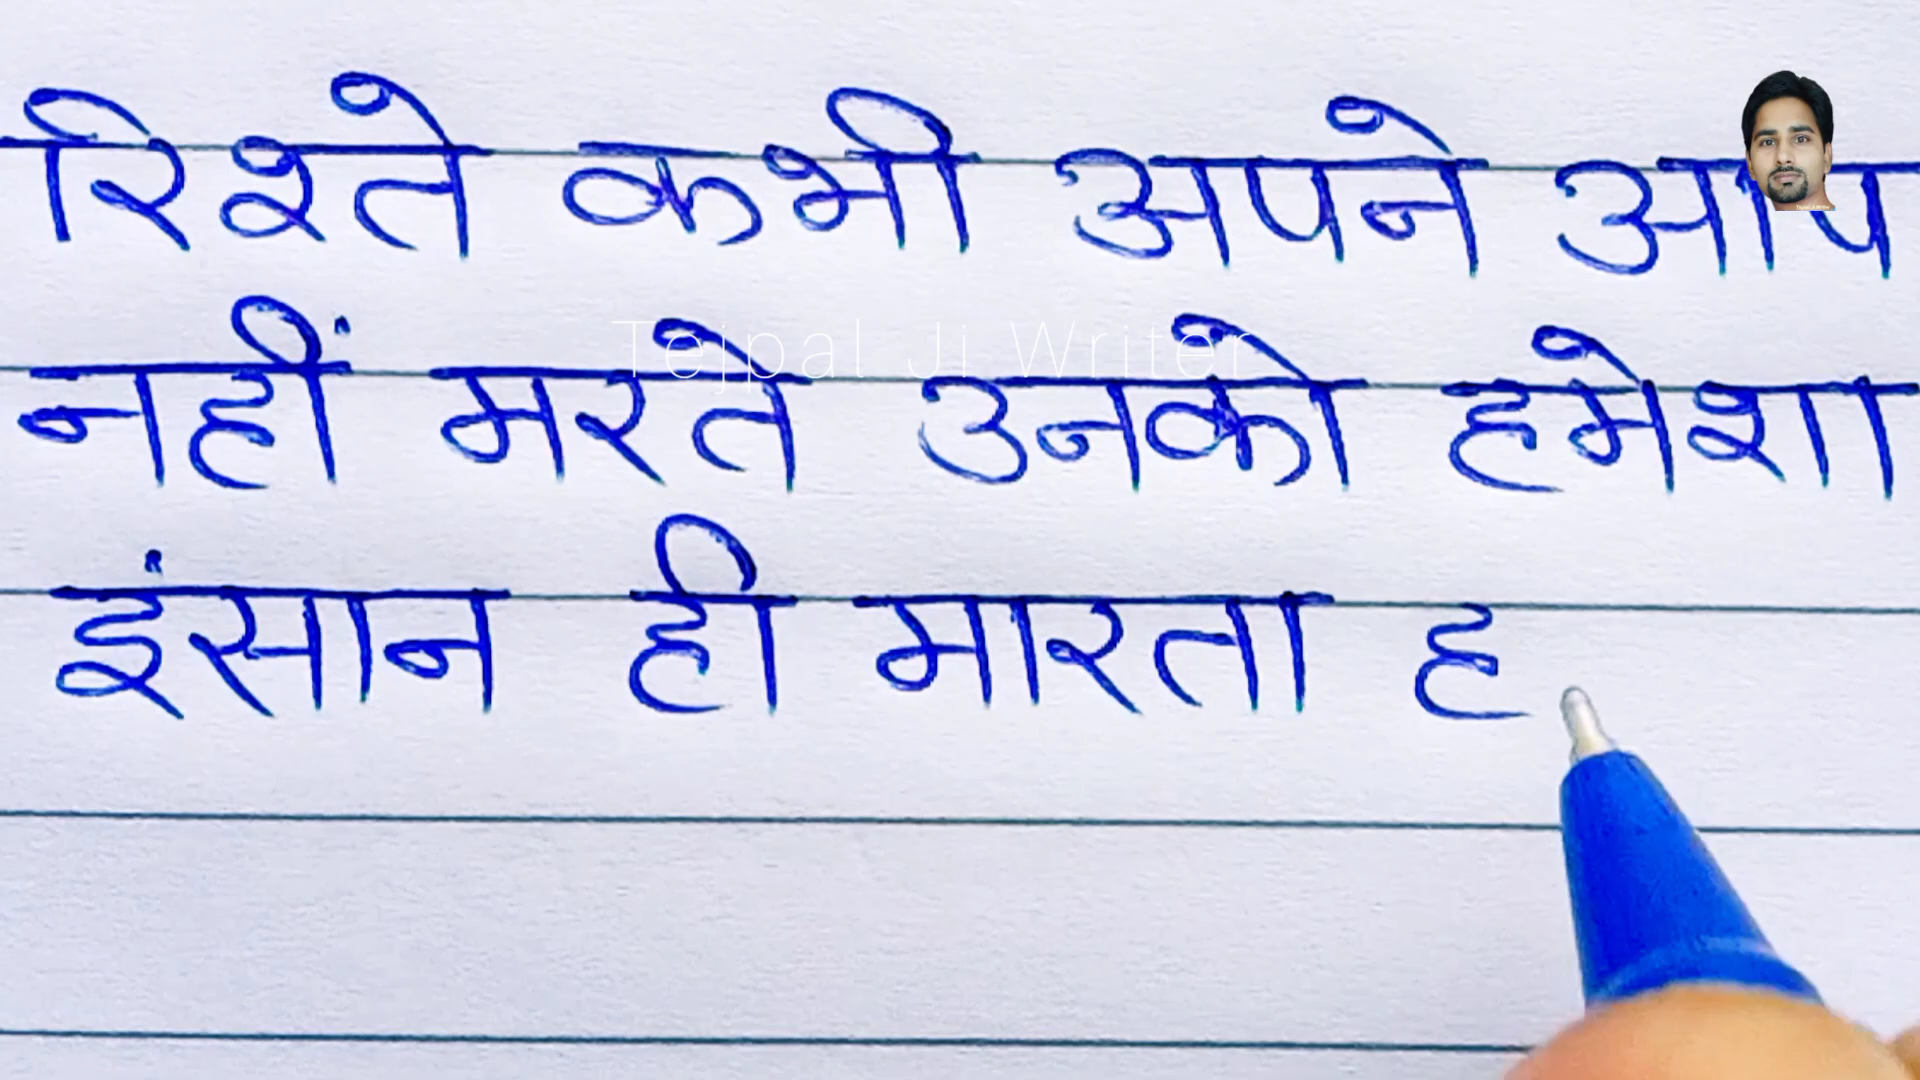 रिश्ते कभी अपने आप
नहीं मरते उनको हमेशा
Tejpal Ji Writer
इंसान ही मारता ह